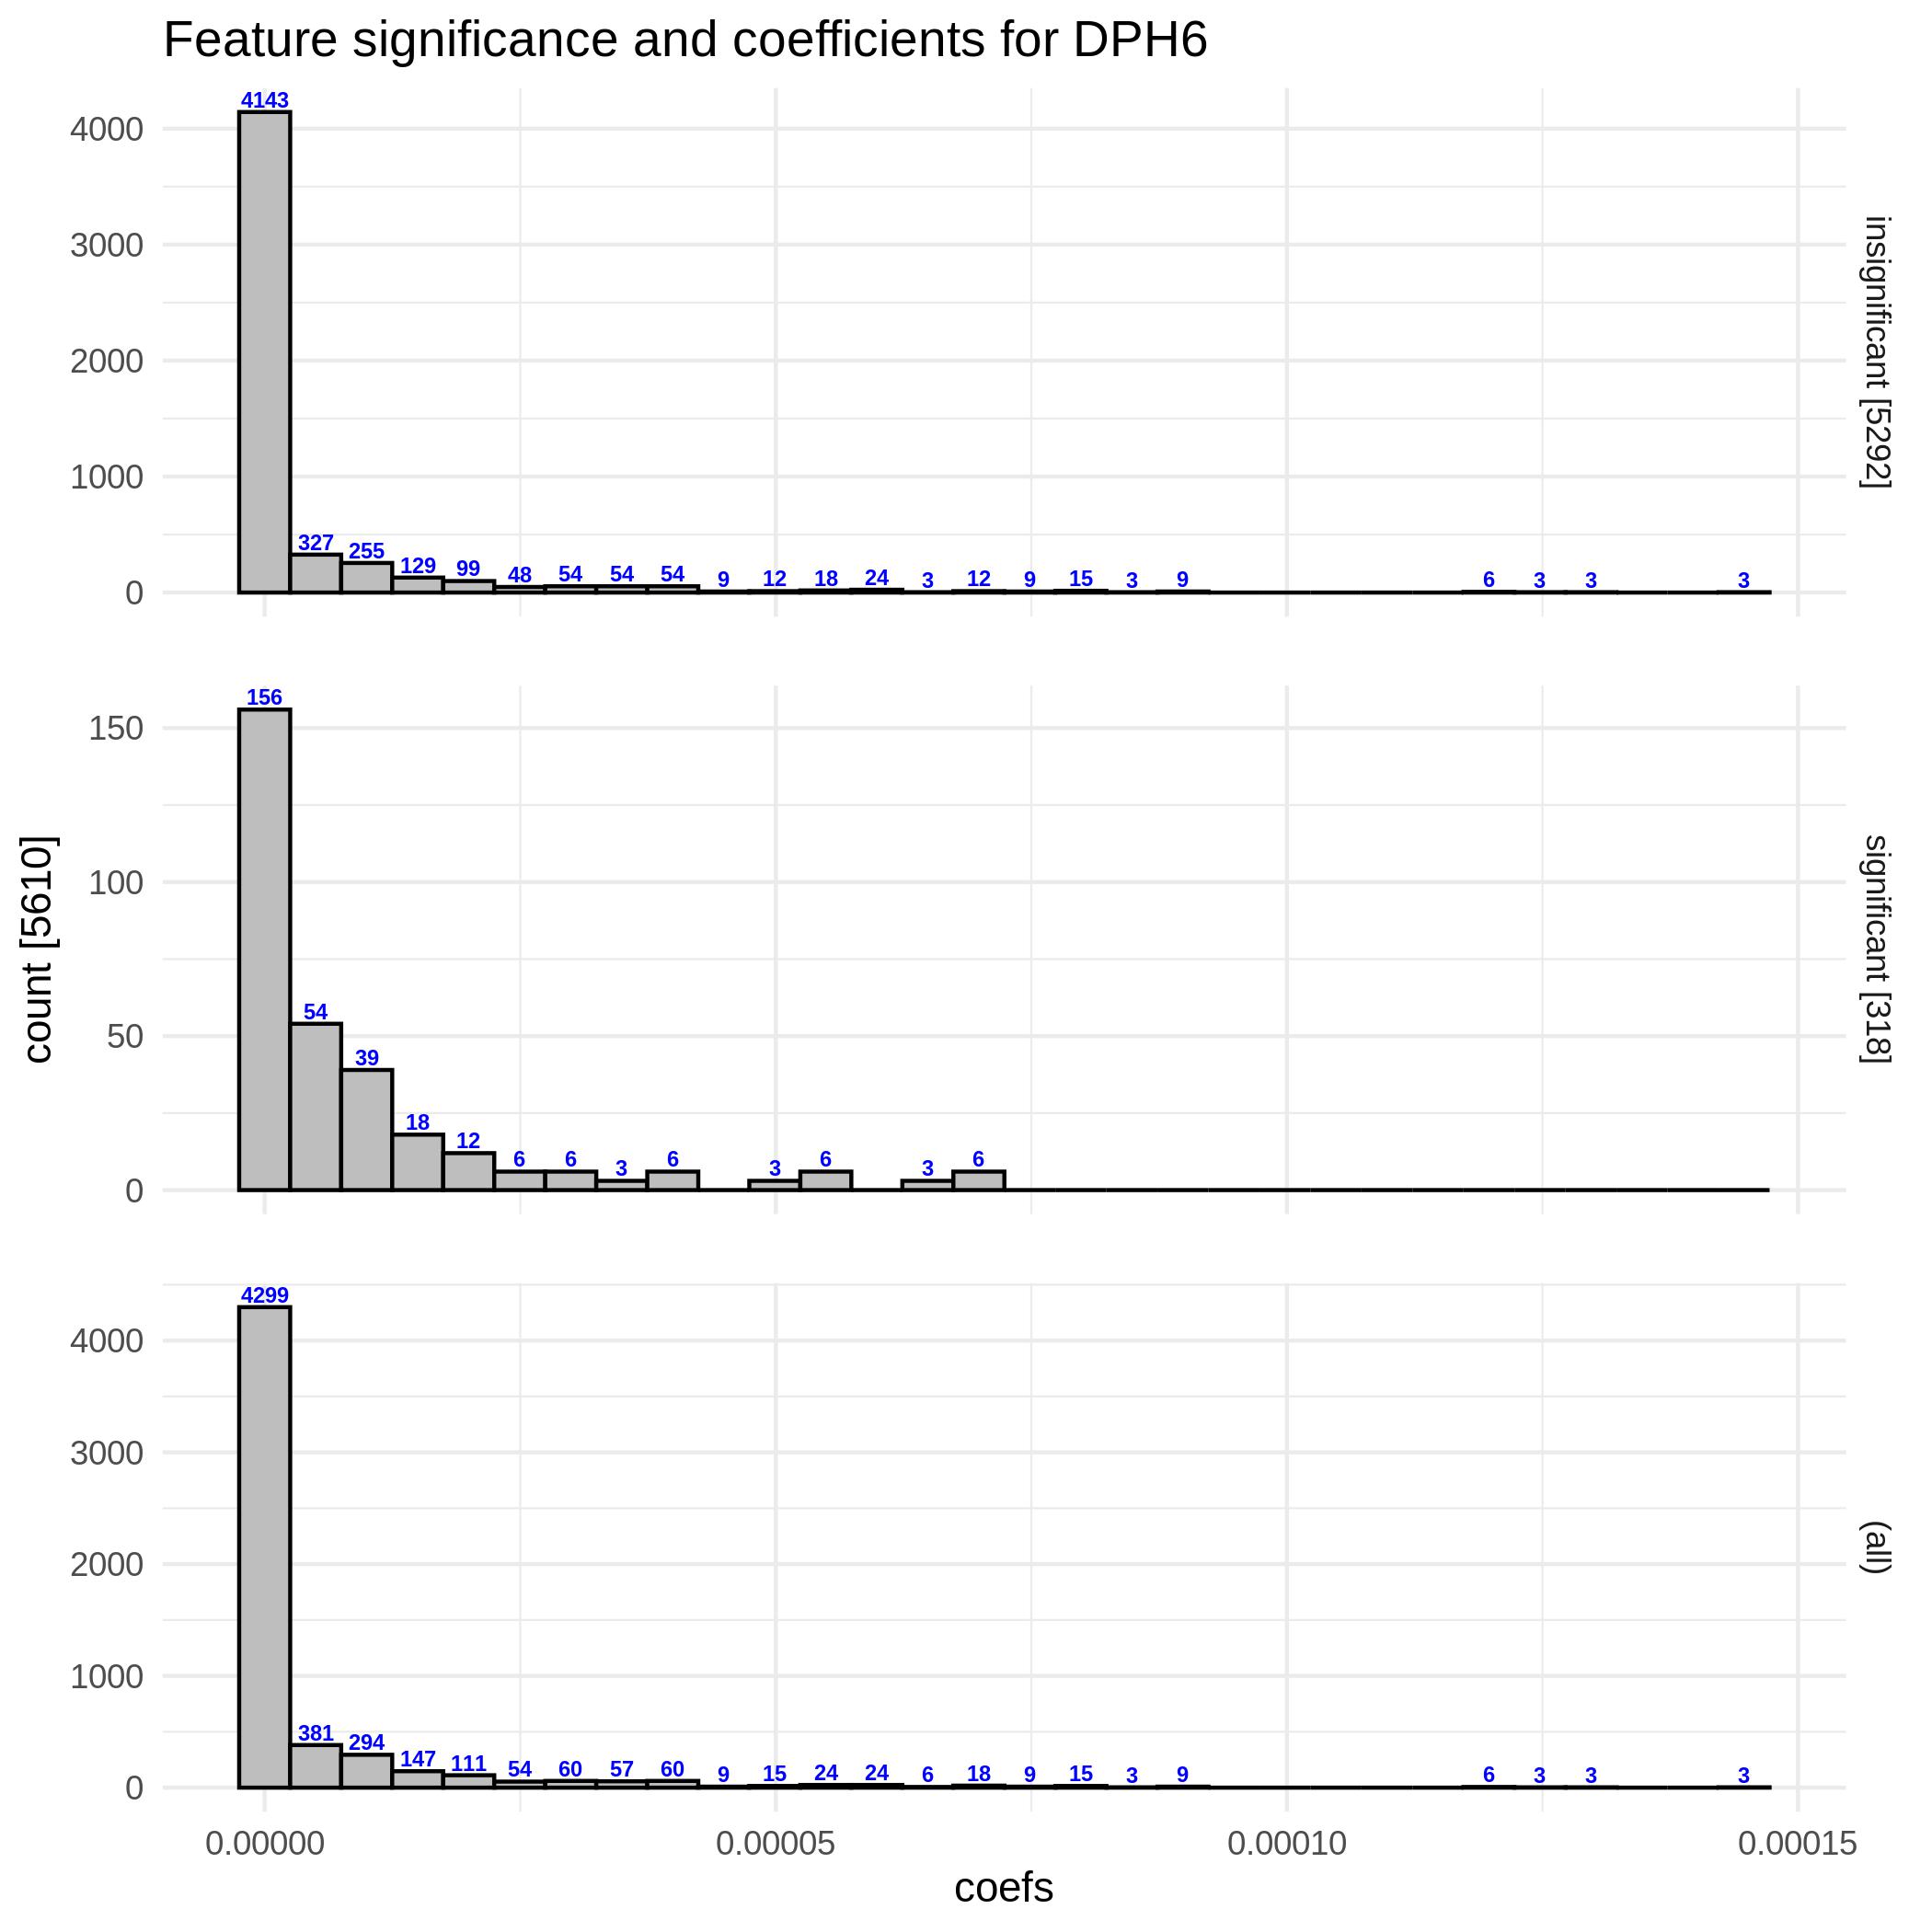 Feature significance and coefficients for DPH6
4143
4000
3000
2000
1000
0
327 255 129 99 48 54 54 54 9 12 18 24 3 12 9 15 3 9 6 3 3 3
insignificant [5292]
156
150
100
50
0
54
39
18
12
6 6 3 6 3 6 3 6
significant [318]
count [5610]
4299
4000
3000
2000
1000
0
381 294 147 111 54 60 57 60 9 15 24 24 6 18 9 15 3 9 6 3 3 3
(all)
0.00000 0.00005 0.00010 0.00015
coefs